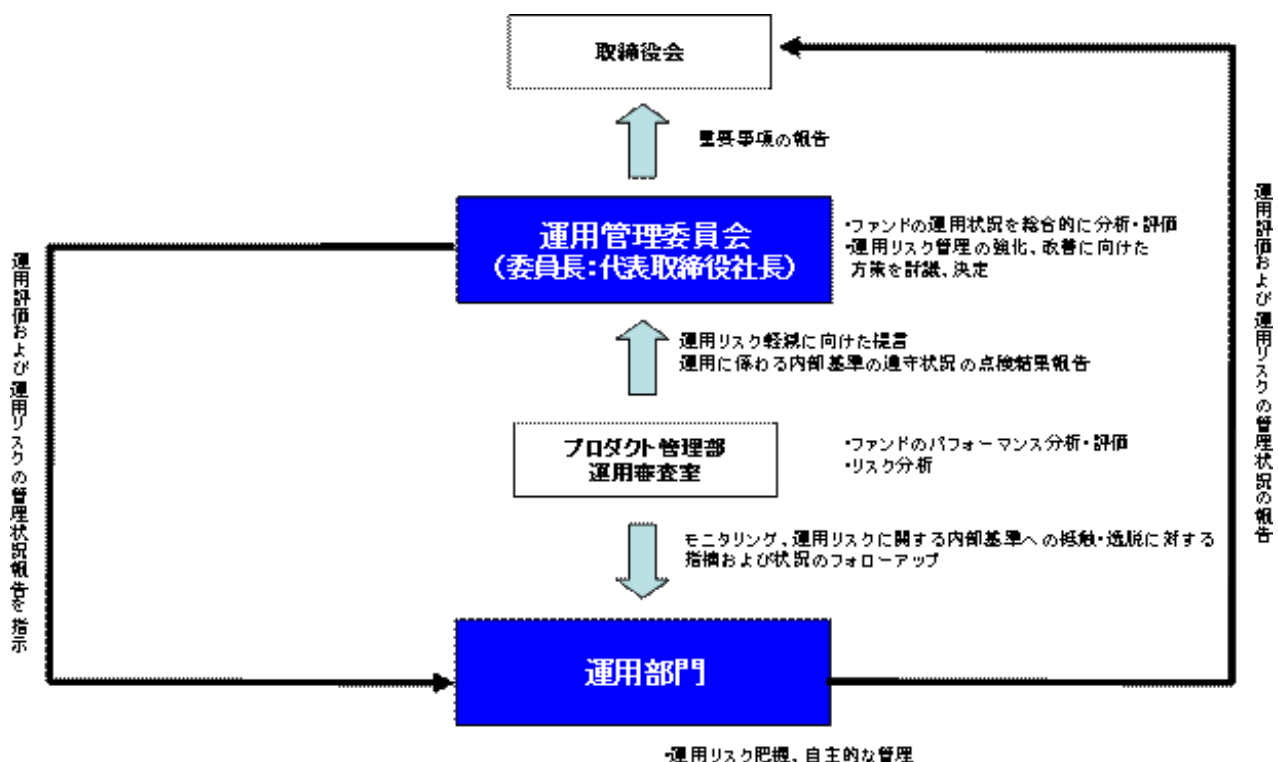 取締役会
重要事項の報告
運用管理委員会
(委員長:代表取締役社長)
・ファンドの運用状況を総合的に分析・評価
・運用リスク管理の強化、改善に向けた
方策を討議、決定
運用リスク軽減に向けた提言
運用に係わる内部基準の遵守状況の点検結果報告
プロダクト管理部
運用審査室
・ファンドのパフォーマンス分析・評価
・リスク分析
モニタリング、運用リスクに関する内部基準への抵触・逸脱に対する
指摘および状況のフォローアップ
運用部門
・運用リスク把握、自主的な管理
運用評価および運用リスクの管理状況報告を指示
運用評価および運用リスクの管理状況の報告